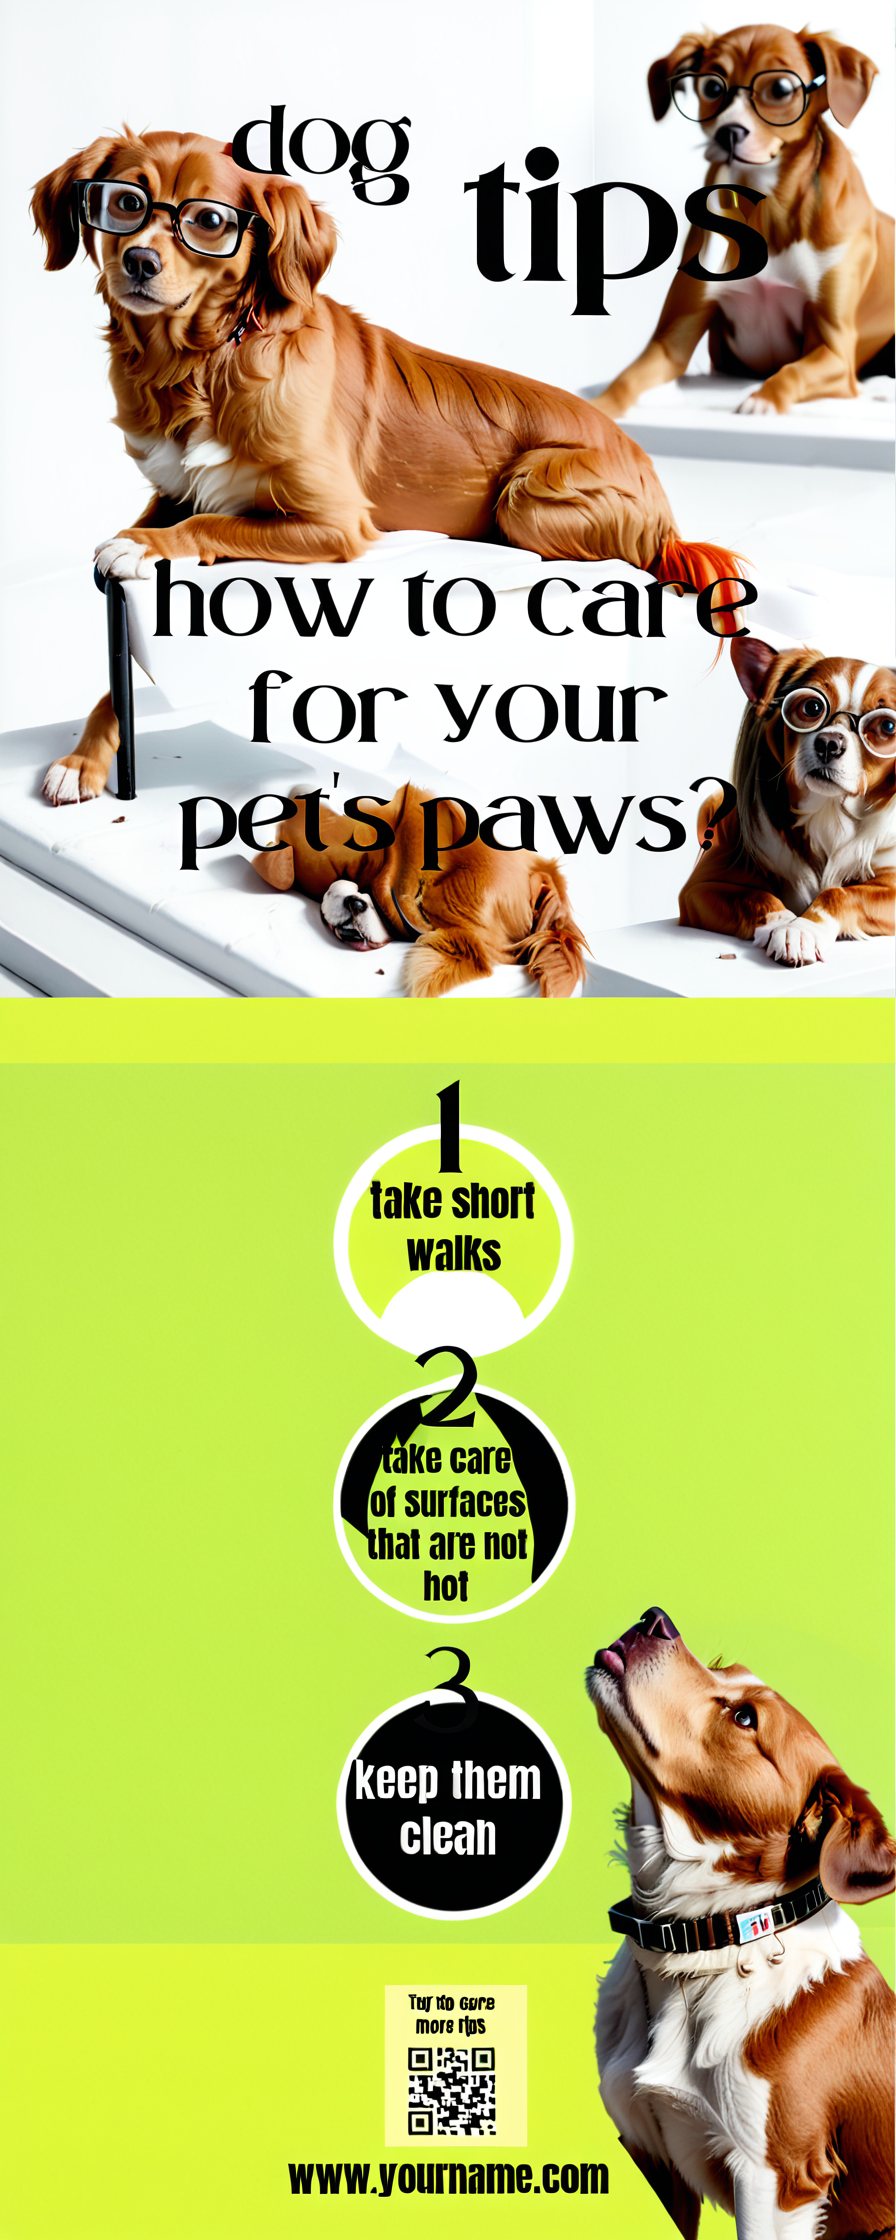 dog
tips
how to care
for your
pet's paws?
1
take short
walks
2
take care
of surfaces
that are not
hot
3
keep them
clean
more
www.yourname.com